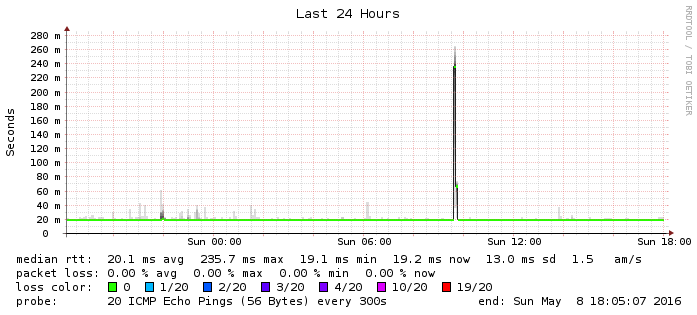 Last 24 Hours
RRDTOOL / TOBI OETIKER
Seconds
280 m
260 m
240 m
220 m
200 m
180 m
160 m
140 m
120 m
100 m
80 m
60 m
40 m
20 m
0
Sun 00:00 Sun 06:00 Sun 12:00 Sun 18:00
median rtt: 20.1 ms avg 235.7 ms max 19.1 ms min 19.2 ms now 13.0 ms sd 1.5 am/s
packet loss: 0.00 % avg 0.00 % max 0.00 % min 0.00 % now
loss color: 0 1/20 2/20 3/20 4/20 10/20 19/20
probe: 20 ICMP Echo Pings (56 Bytes) every 300s end: Sun May 8 18:05:07 2016